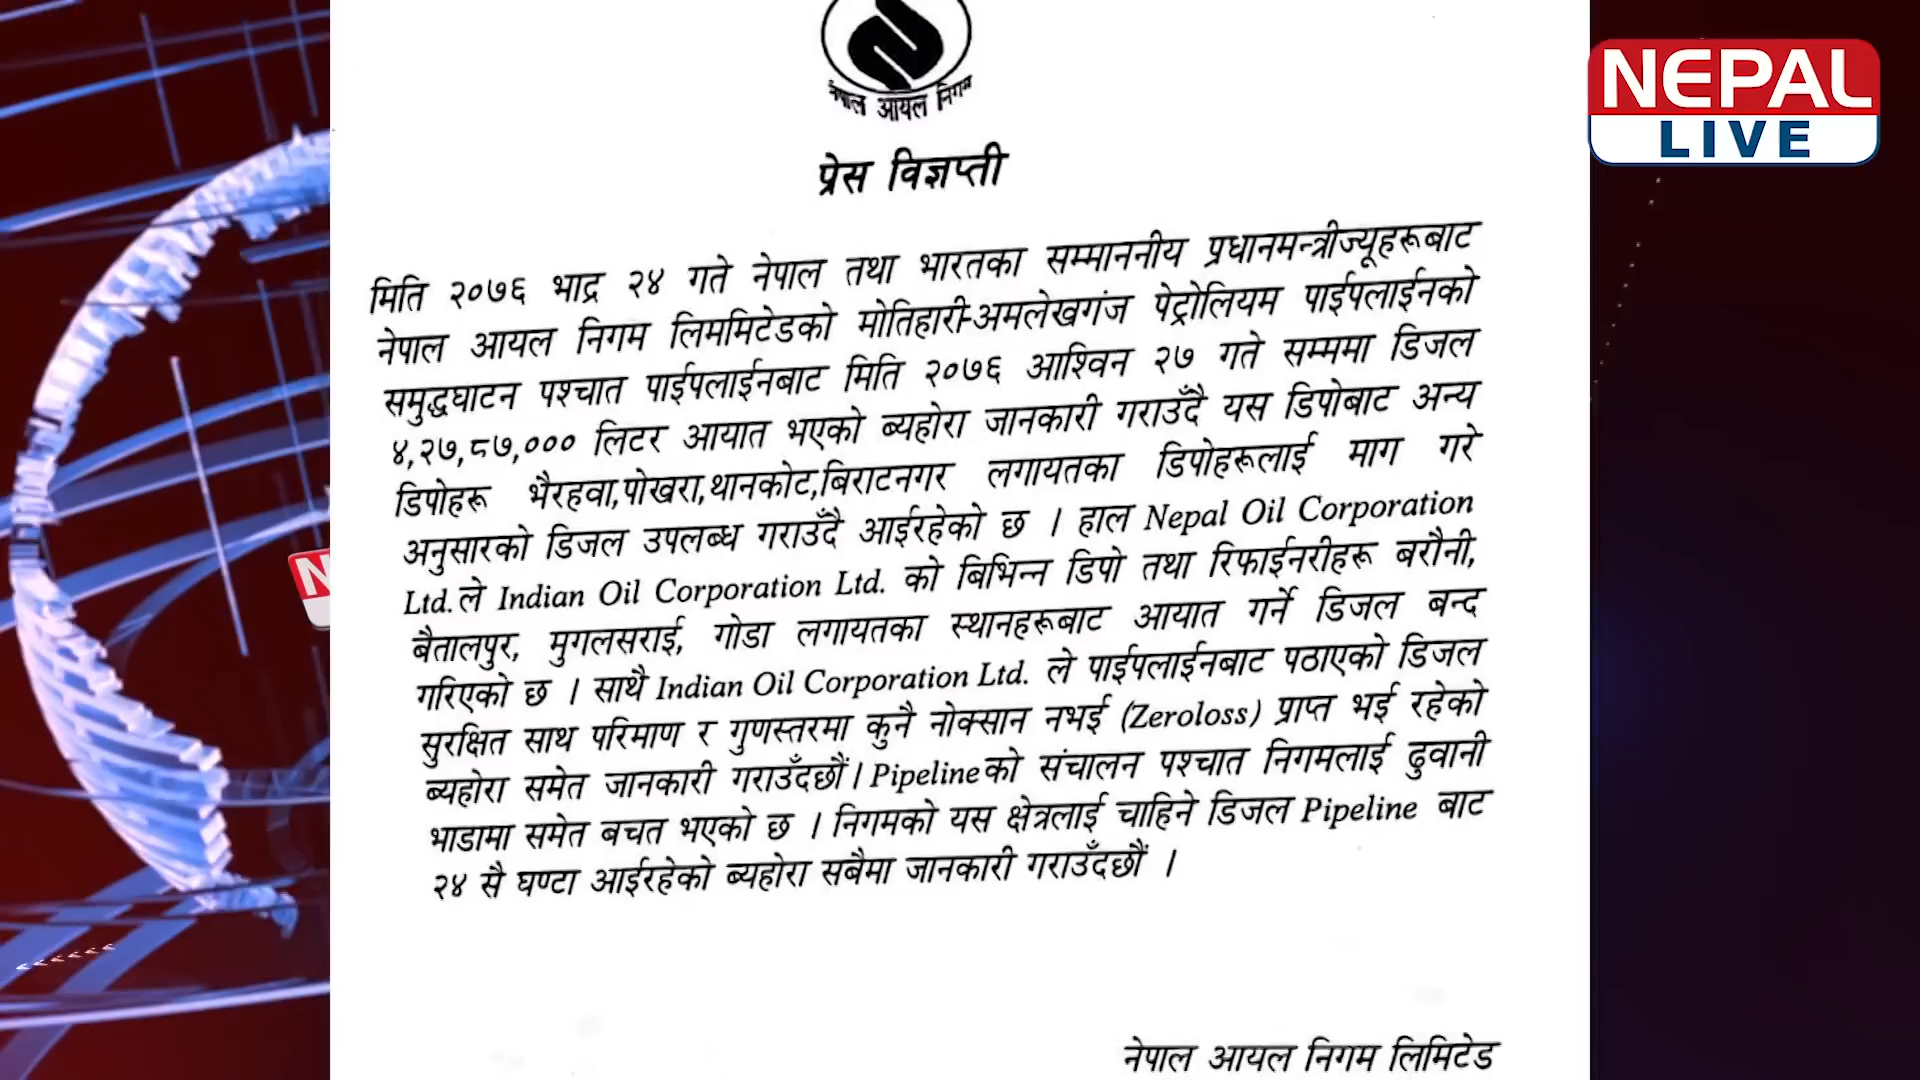 नेपाल आयल निगम
NEPAL
LIVE
प्रेस विज्ञप्ती
मिति २०७६ भाद्र २४ गते नेपाल तथा भारतका सम्माननीय प्रधानमन्त्रीज्यूहरूबाट
नेपाल आयल निगम लिममिटेडको मोतिहारी-अमलेखगंज पेट्रोलियम पाईपलाईनको
समुद्धघाटन पश्चात पाईपलाईनबाट मिति २०७६ आश्विन २७ गते सम्ममा डिजल
४,२७,८७,००० लिटर आयात भएको ब्यहोरा जानकारी गराउँदै यस डिपोबाट अन्य
डिपोहरू भैरहवा,पोखरा,थानकोट,बिराटनगर लगायतका डिपोहरूलाई माग गरे
अनुसारको डिजल उपलब्ध गराउँदै आईरहेको छ । हाल Nepal Oil Corporation
Ltd. ले Indian Oil Corporation Ltd. को बिभिन्न डिपो तथा रिफाईनरीहरू बरौनी,
बैतालपुर, मुगलसराई, गोडा लगायतका स्थानहरूबाट आयात गर्ने डिजल बन्द
गरिएको छ । साथै Indian Oil Corporation Ltd. ले पाईपलाईनबाट पठाएको डिजल
सुरक्षित साथ परिमाण र गुणस्तरमा कुनै नोक्सान नभई (Zeroloss) प्राप्त भई रहेको
ब्यहोरा समेत जानकारी गराउँदछौं । Pipeline को संचालन पश्चात निगमलाई ढुवानी
भाडामा समेत बचत भएको छ । निगमको यस क्षेत्रलाई चाहिने डिजल Pipeline बाट
२४ सै घण्टा आईरहेको ब्यहोरा सबैमा जानकारी गराउँदछौं ।
नेपाल आयल निगम लिमिटेड